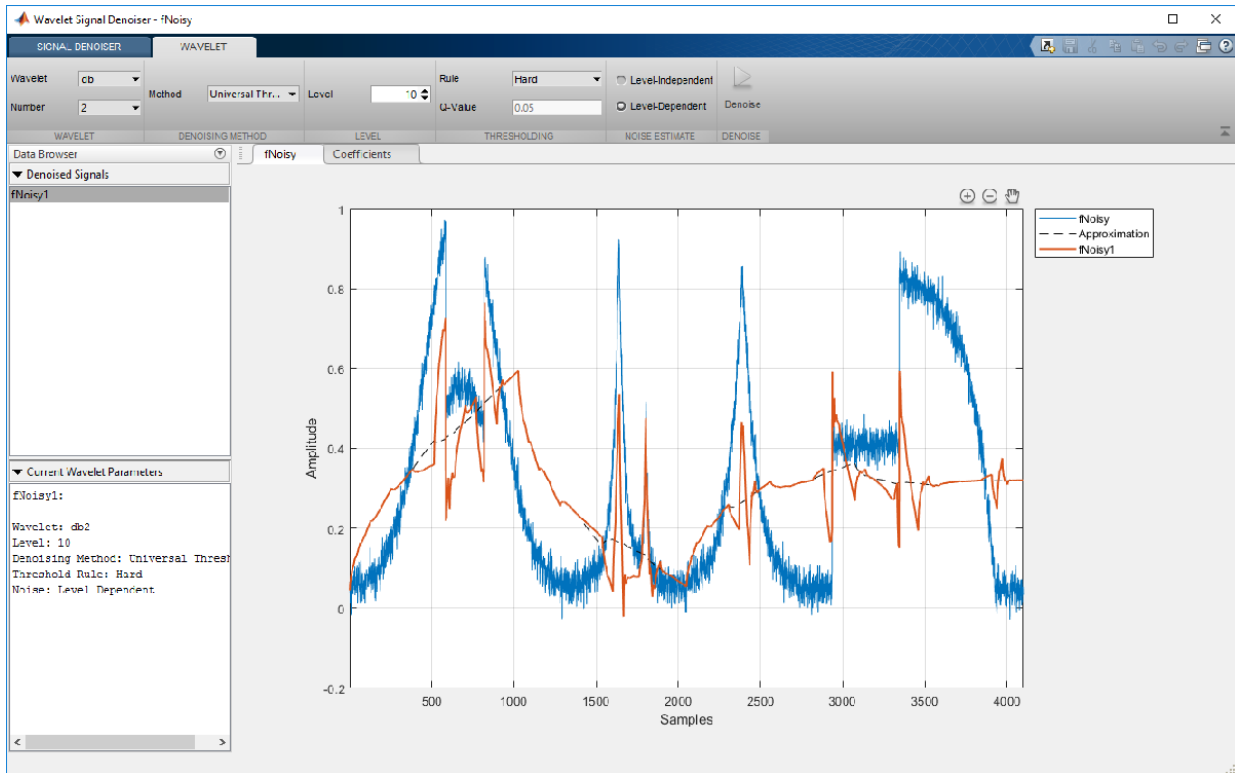 Wavelet Signal Denoiser - fNoisy
SIGNAL DENOISER
WAVELET
Wavelet
db
Number
2
WAVELET
Method
Universal Thr...
DENOISING METHOD
Level
10
LEVEL
Rule
Hard
Q-Value
0.05
THRESHOLDING
Level-Independent
Level-Dependent
NOISE ESTIMATE
Denoise
DENOISE
Data Browser
Denoised Signals
fNoisy1
Current Wavelet Parameters
fNoisy1:
Wavelet: db2
Level: 10
Denoising Method: Universal Thresh
Threshold Rule: Hard
Noise: Level Dependent
fNoisy
Coefficients
1
0.8
0.6
0.4
0.2
0
-0.2
Amplitude
500
1000
1500
2000
2500
3000
3500
4000
Samples
fNoisy
Approximation
fNoisy1